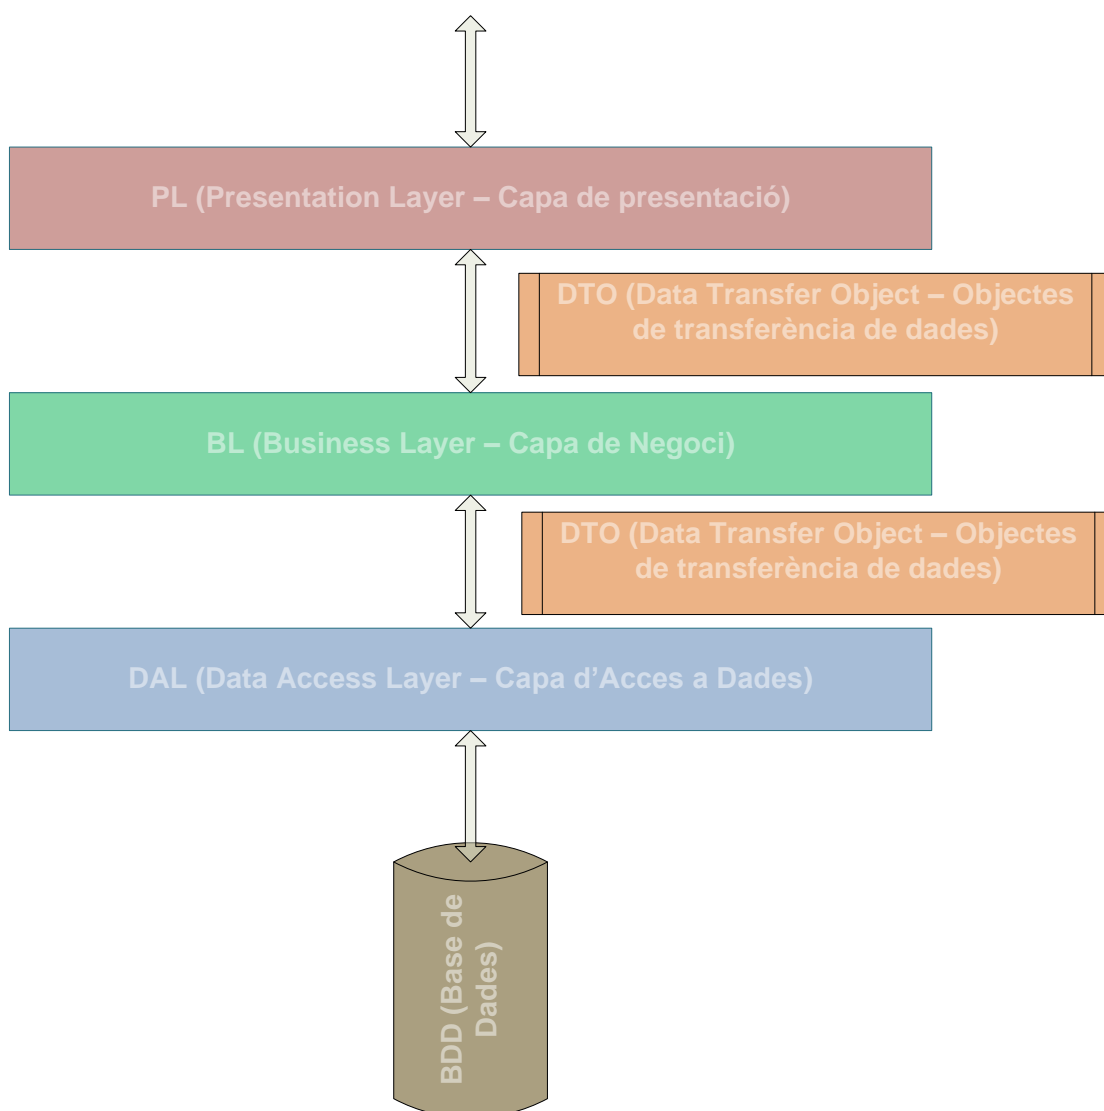 PL (Presentation Layer – Capa de presentació)
DTO (Data Transfer Object – Objectes
de transferència de dades)
BL (Business Layer – Capa de Negoci)
DTO (Data Transfer Object – Objectes
de transferència de dades)
DAL (Data Access Layer – Capa d’Acces a Dades)
BDD (Base de
Dades)